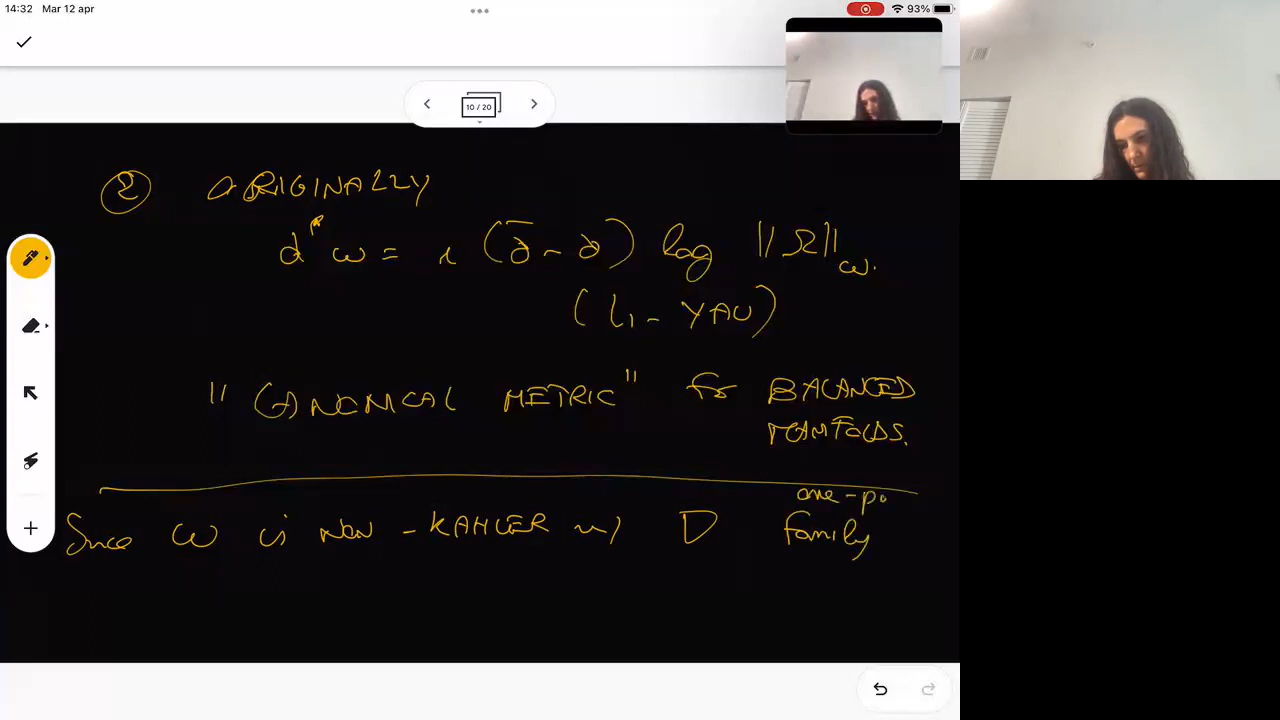 14:32 Mar 12 apr
93%
10 / 20
② ORIGINALLY
d* ω = i (∂̄ - ∂) log ||Ω||ω.
(Li - YAU)
"CANONICAL METRIC" for BALANCED
MANIFOLDS.
one-pa
Since ω is NON-KAHLER ⇝ D family